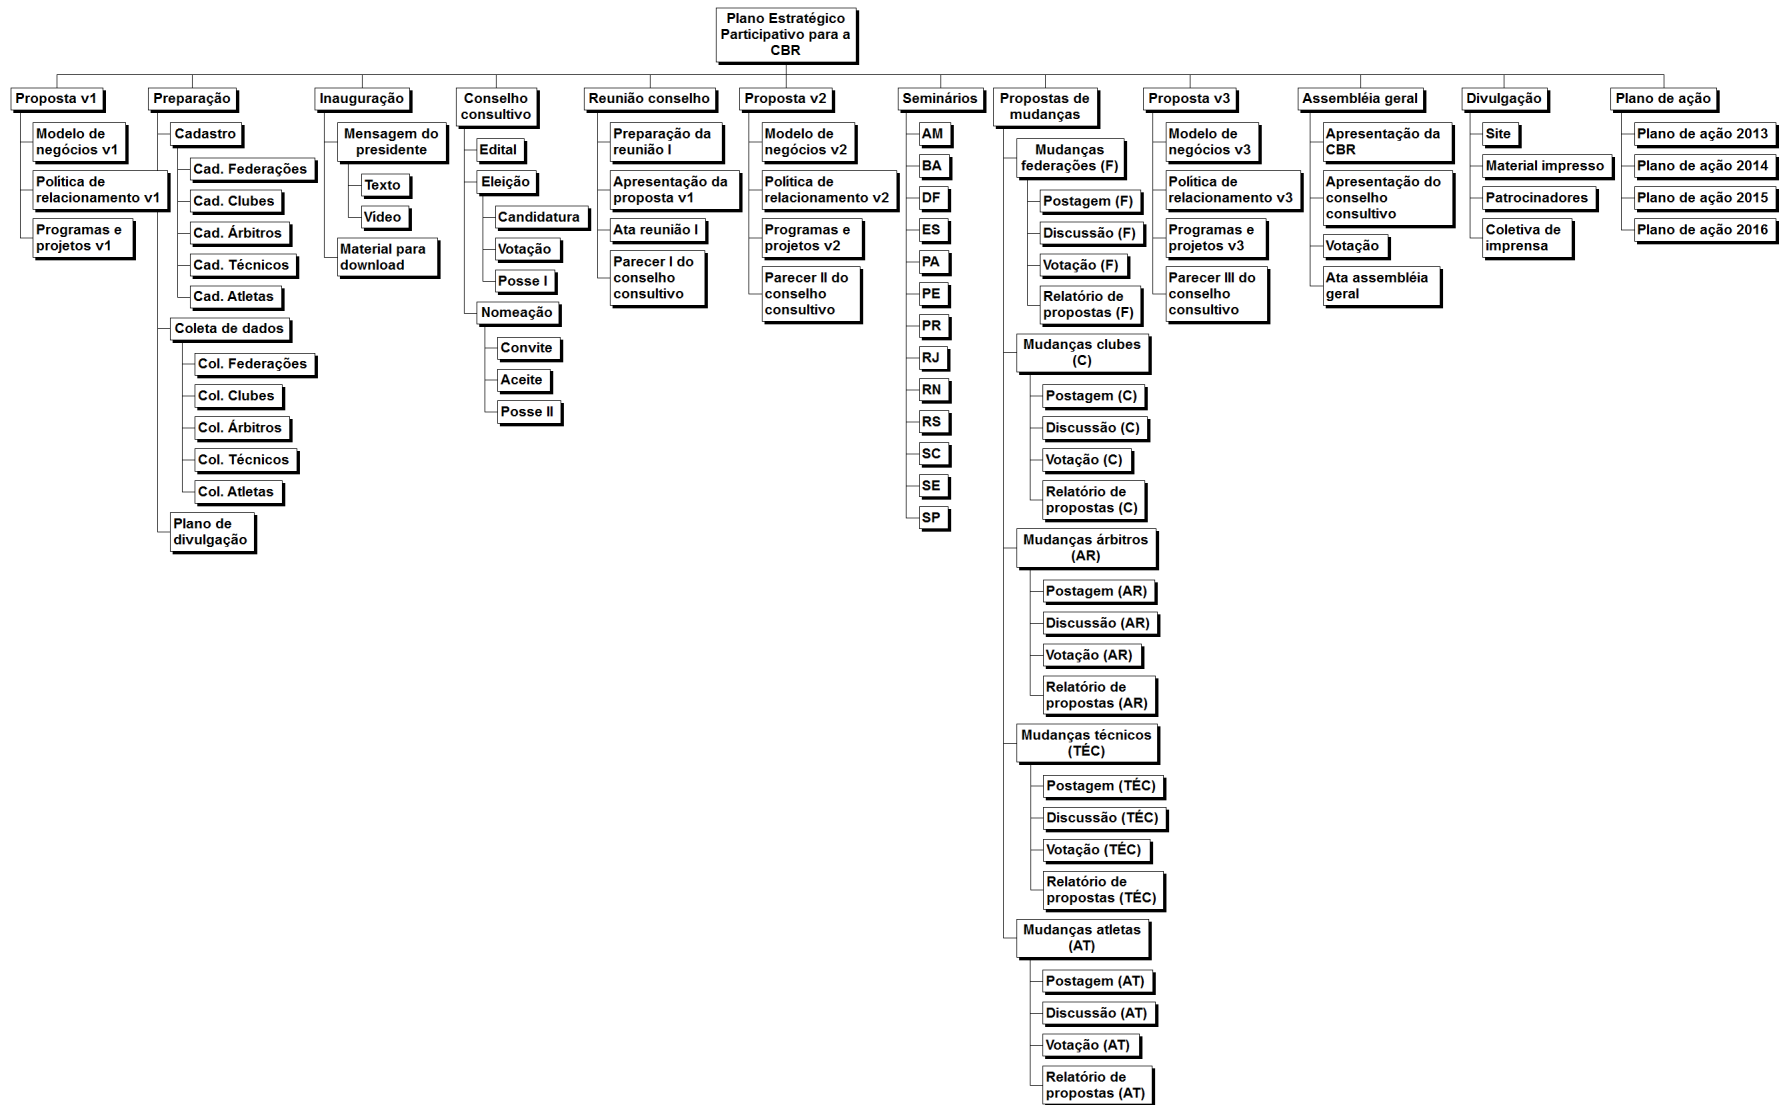 Plano Estratégico
Participativo para a
CBR
Proposta v1
Modelo de
negócios v1
Política de
relacionamento v1
Programas e
projetos v1
Preparação
Cadastro
Cad. Federações
Cad. Clubes
Cad. Árbitros
Cad. Técnicos
Cad. Atletas
Coleta de dados
Col. Federações
Col. Clubes
Col. Árbitros
Col. Técnicos
Col. Atletas
Plano de
divulgação
Inauguração
Mensagem do
presidente
Texto
Vídeo
Material para
download
Conselho
consultivo
Edital
Eleição
Candidatura
Votação
Posse I
Nomeação
Convite
Aceite
Posse II
Reunião conselho
Preparação da
reunião I
Apresentação da
proposta v1
Ata reunião I
Parecer I do
conselho
consultivo
Proposta v2
Modelo de
negócios v2
Política de
relacionamento v2
Programas e
projetos v2
Parecer II do
conselho
consultivo
Seminários
AM
BA
DF
ES
PA
PE
PR
RJ
RN
RS
SC
SE
SP
Propostas de
mudanças
Mudanças
federações (F)
Postagem (F)
Discussão (F)
Votação (F)
Relatório de
propostas (F)
Mudanças clubes
(C)
Postagem (C)
Discussão (C)
Votação (C)
Relatório de
propostas (C)
Mudanças árbitros
(AR)
Postagem (AR)
Discussão (AR)
Votação (AR)
Relatório de
propostas (AR)
Mudanças técnicos
(TÉC)
Postagem (TÉC)
Discussão (TÉC)
Votação (TÉC)
Relatório de
propostas (TÉC)
Mudanças atletas
(AT)
Postagem (AT)
Discussão (AT)
Votação (AT)
Relatório de
propostas (AT)
Proposta v3
Modelo de
negócios v3
Política de
relacionamento v3
Programas e
projetos v3
Parecer III do
conselho
consultivo
Assembléia geral
Apresentação da
CBR
Apresentação do
conselho
consultivo
Votação
Ata assembléia
geral
Divulgação
Site
Material impresso
Patrocinadores
Coletiva de
imprensa
Plano de ação
Plano de ação 2013
Plano de ação 2014
Plano de ação 2015
Plano de ação 2016